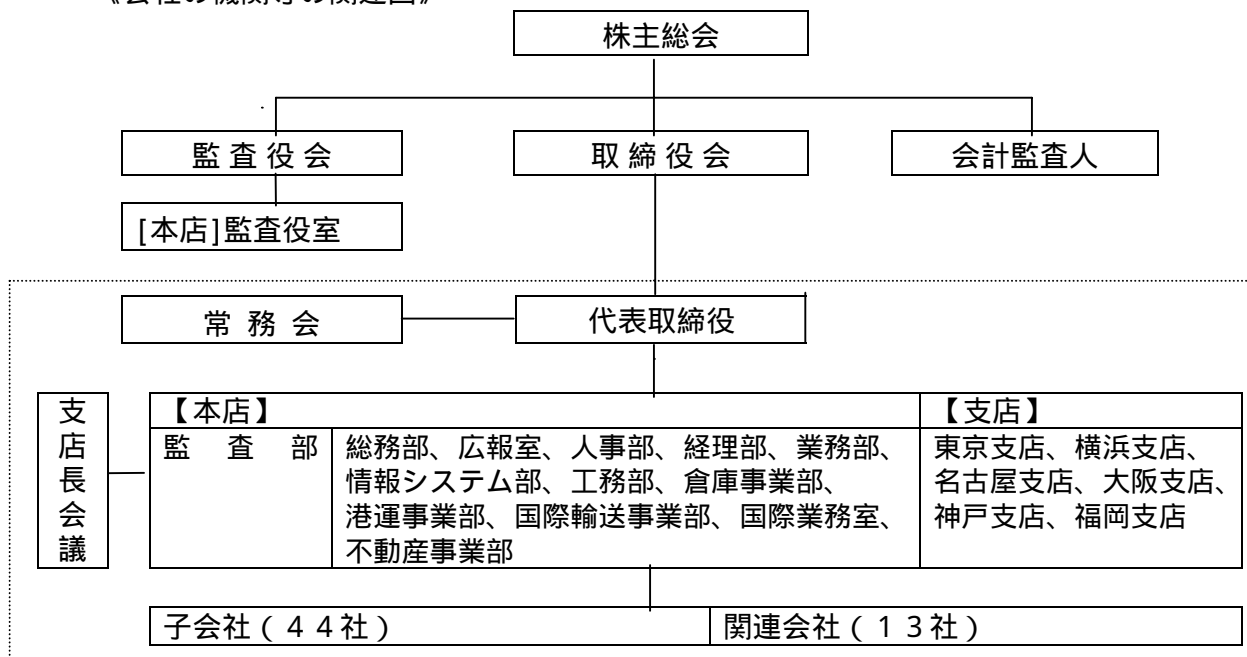 《会社の機関等の関連図》
株主総会
監査役会
取締役会
会計監査人
[本店]監査役室
常務会
代表取締役
支店長会議
【本店】
【支店】
監査部
総務部、広報室、人事部、経理部、業務部、
情報システム部、工務部、倉庫事業部、
港運事業部、国際輸送事業部、国際業務室、
不動産事業部
東京支店、横浜支店、
名古屋支店、大阪支店、
神戸支店、福岡支店
子会社(44社)
関連会社(13社)